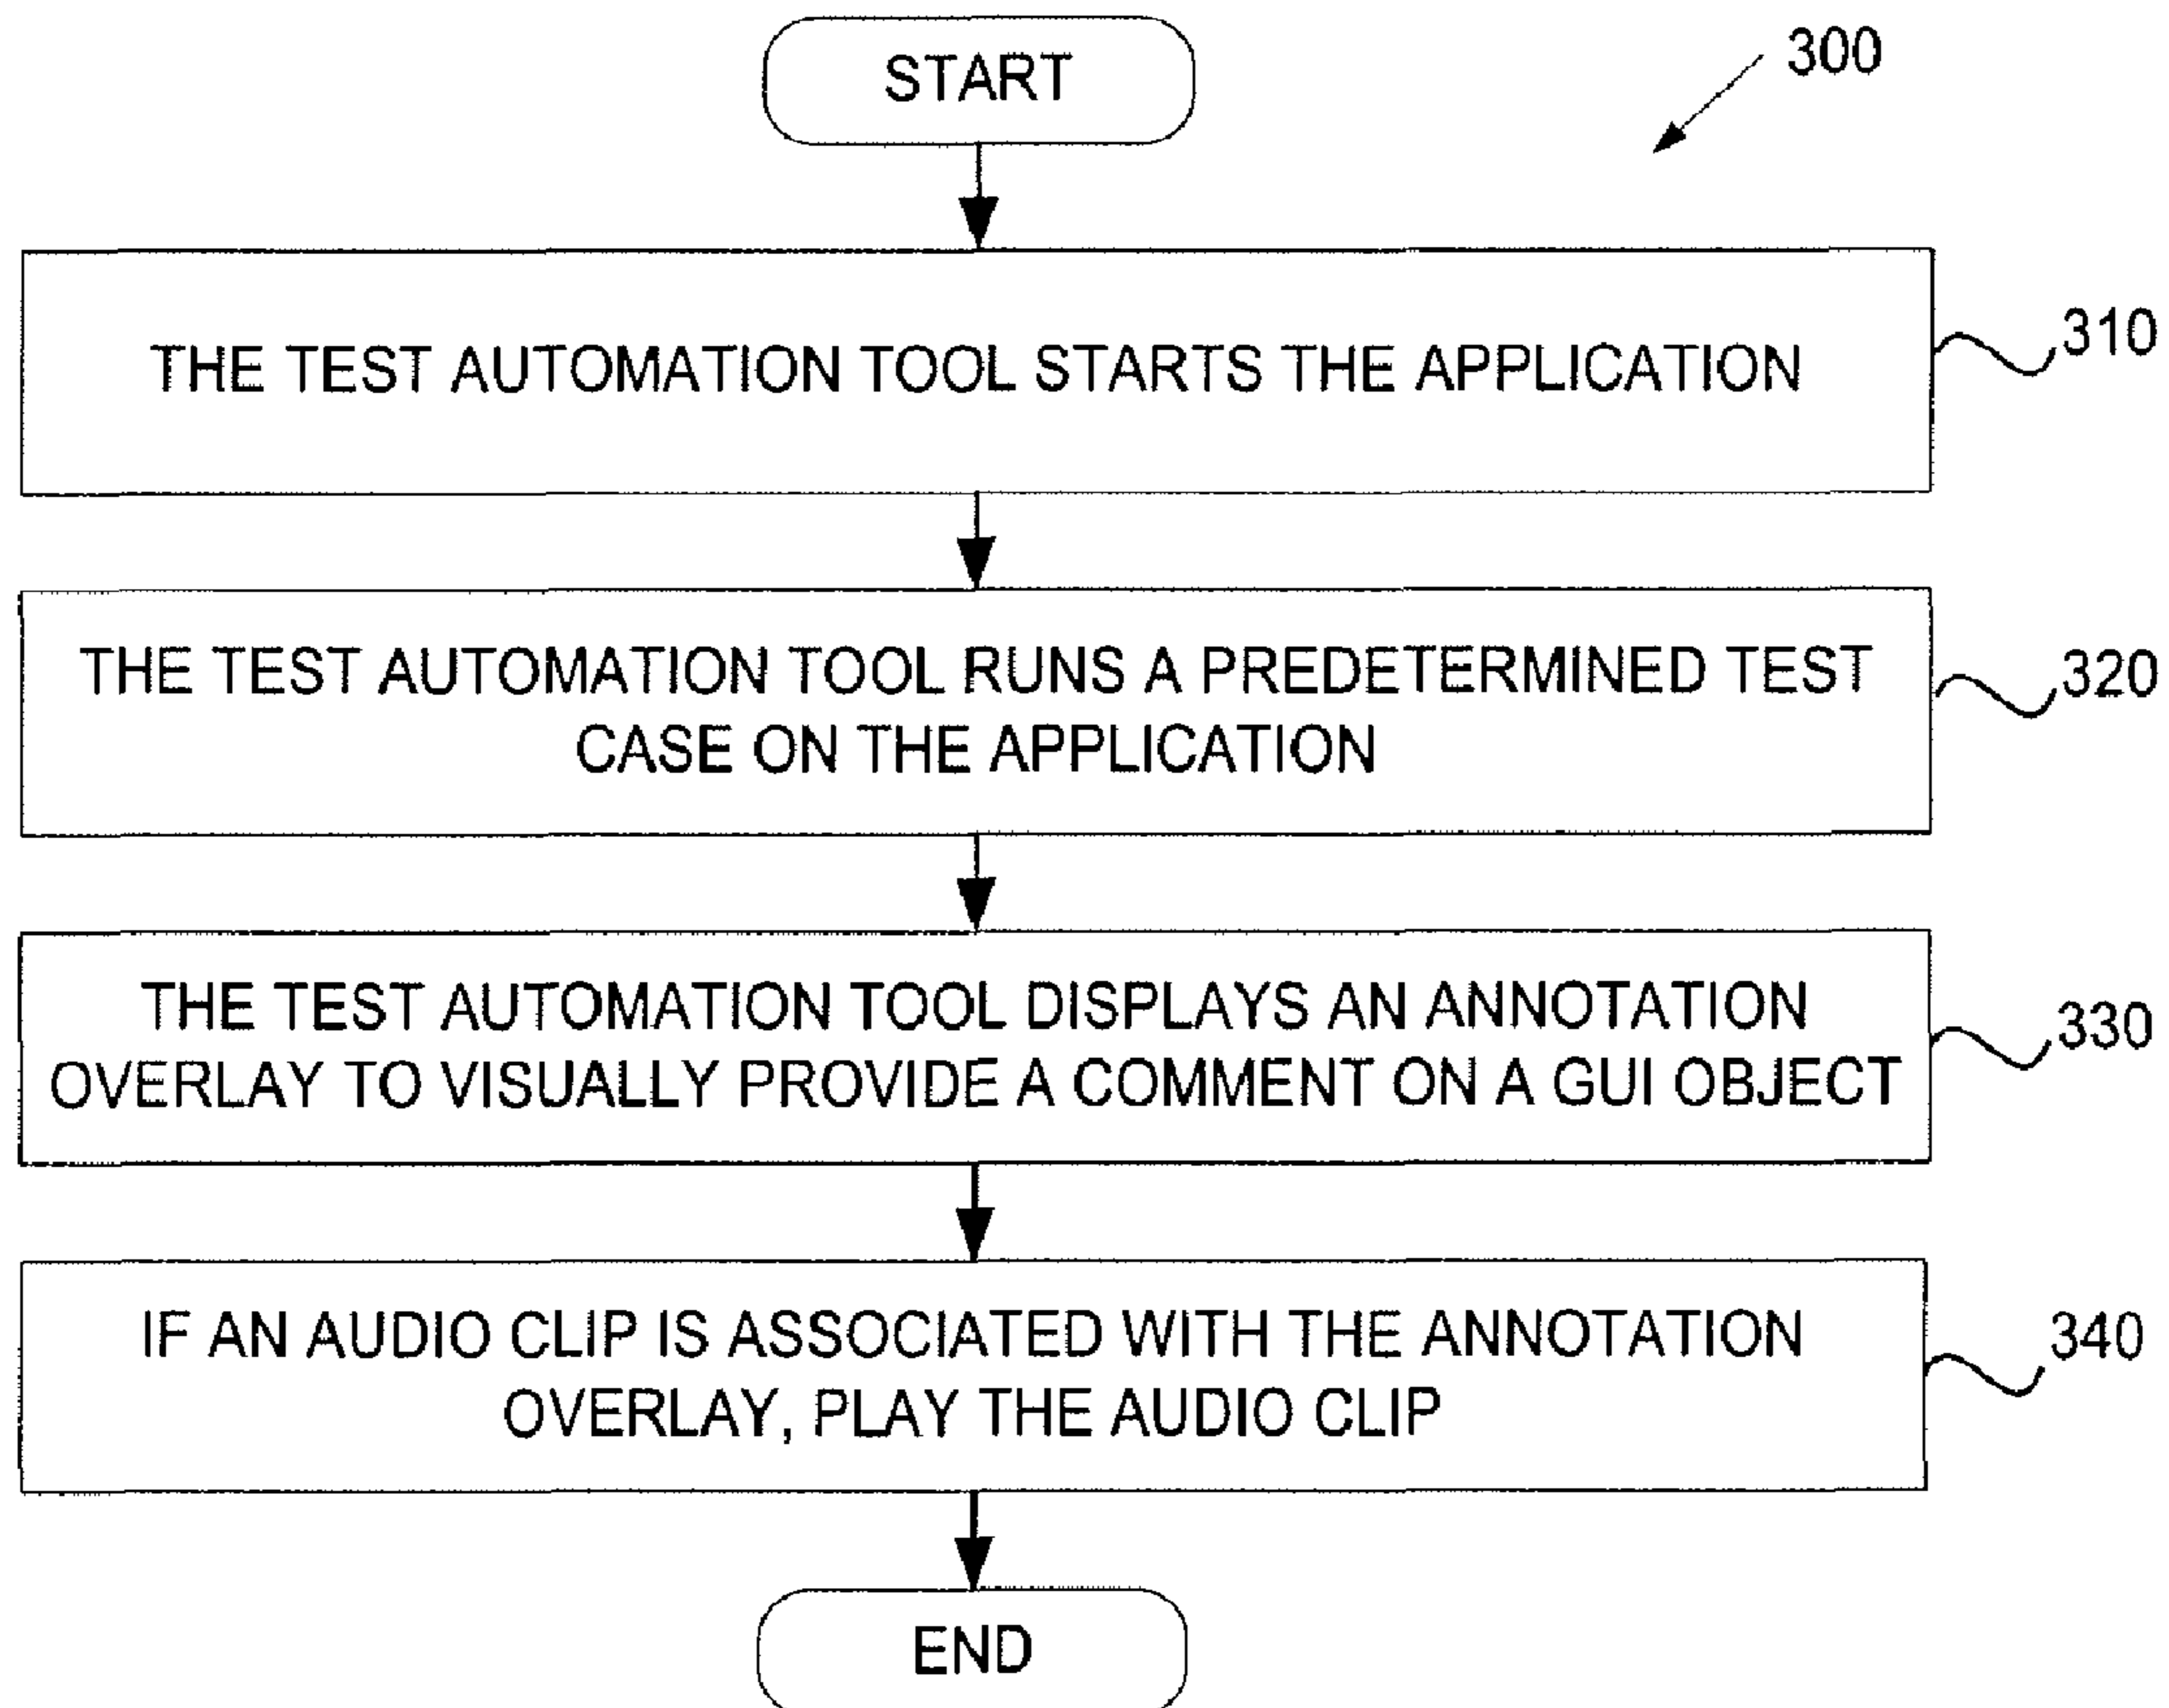 START
300
THE TEST AUTOMATION TOOL STARTS THE APPLICATION
310
THE TEST AUTOMATION TOOL RUNS A PREDETERMINED TEST
CASE ON THE APPLICATION
320
THE TEST AUTOMATION TOOL DISPLAYS AN ANNOTATION
OVERLAY TO VISUALLY PROVIDE A COMMENT ON A GUI OBJECT
330
IF AN AUDIO CLIP IS ASSOCIATED WITH THE ANNOTATION
OVERLAY, PLAY THE AUDIO CLIP
340
END